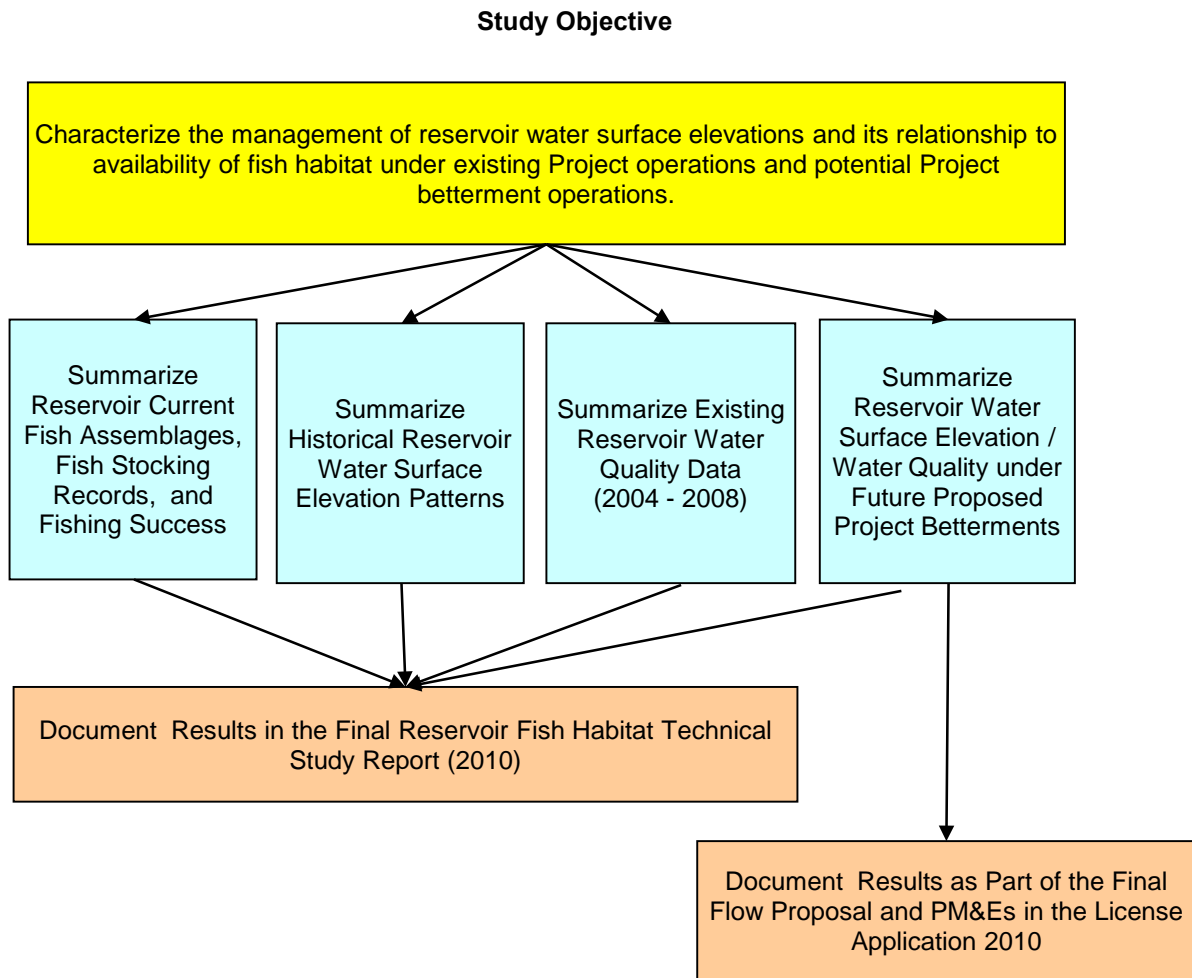 Study Objective
Characterize the management of reservoir water surface elevations and its relationship to
availability of fish habitat under existing Project operations and potential Project
betterment operations.
Summarize
Reservoir Current
Fish Assemblages,
Fish Stocking
Records, and
Fishing Success
Summarize
Historical Reservoir
Water Surface
Elevation Patterns
Summarize Existing
Reservoir Water
Quality Data
(2004 - 2008)
Summarize
Reservoir Water
Surface Elevation /
Water Quality under
Future Proposed
Project Betterments
Document Results in the Final Reservoir Fish Habitat Technical
Study Report (2010)
Document Results as Part of the Final
Flow Proposal and PM&Es in the License
Application 2010